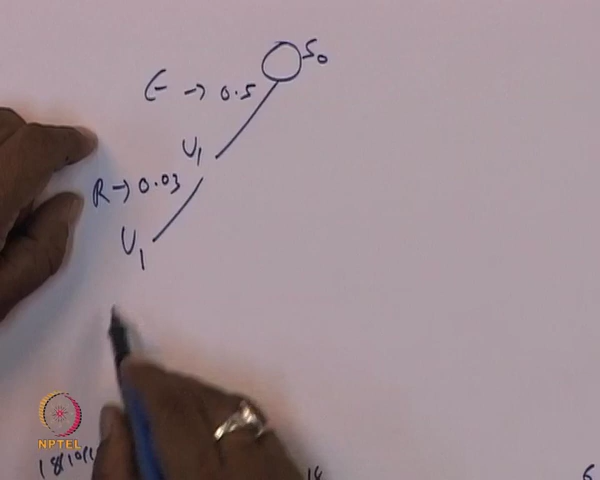 S0
E → 0.5
U1
R → 0.03
U1
NPTEL